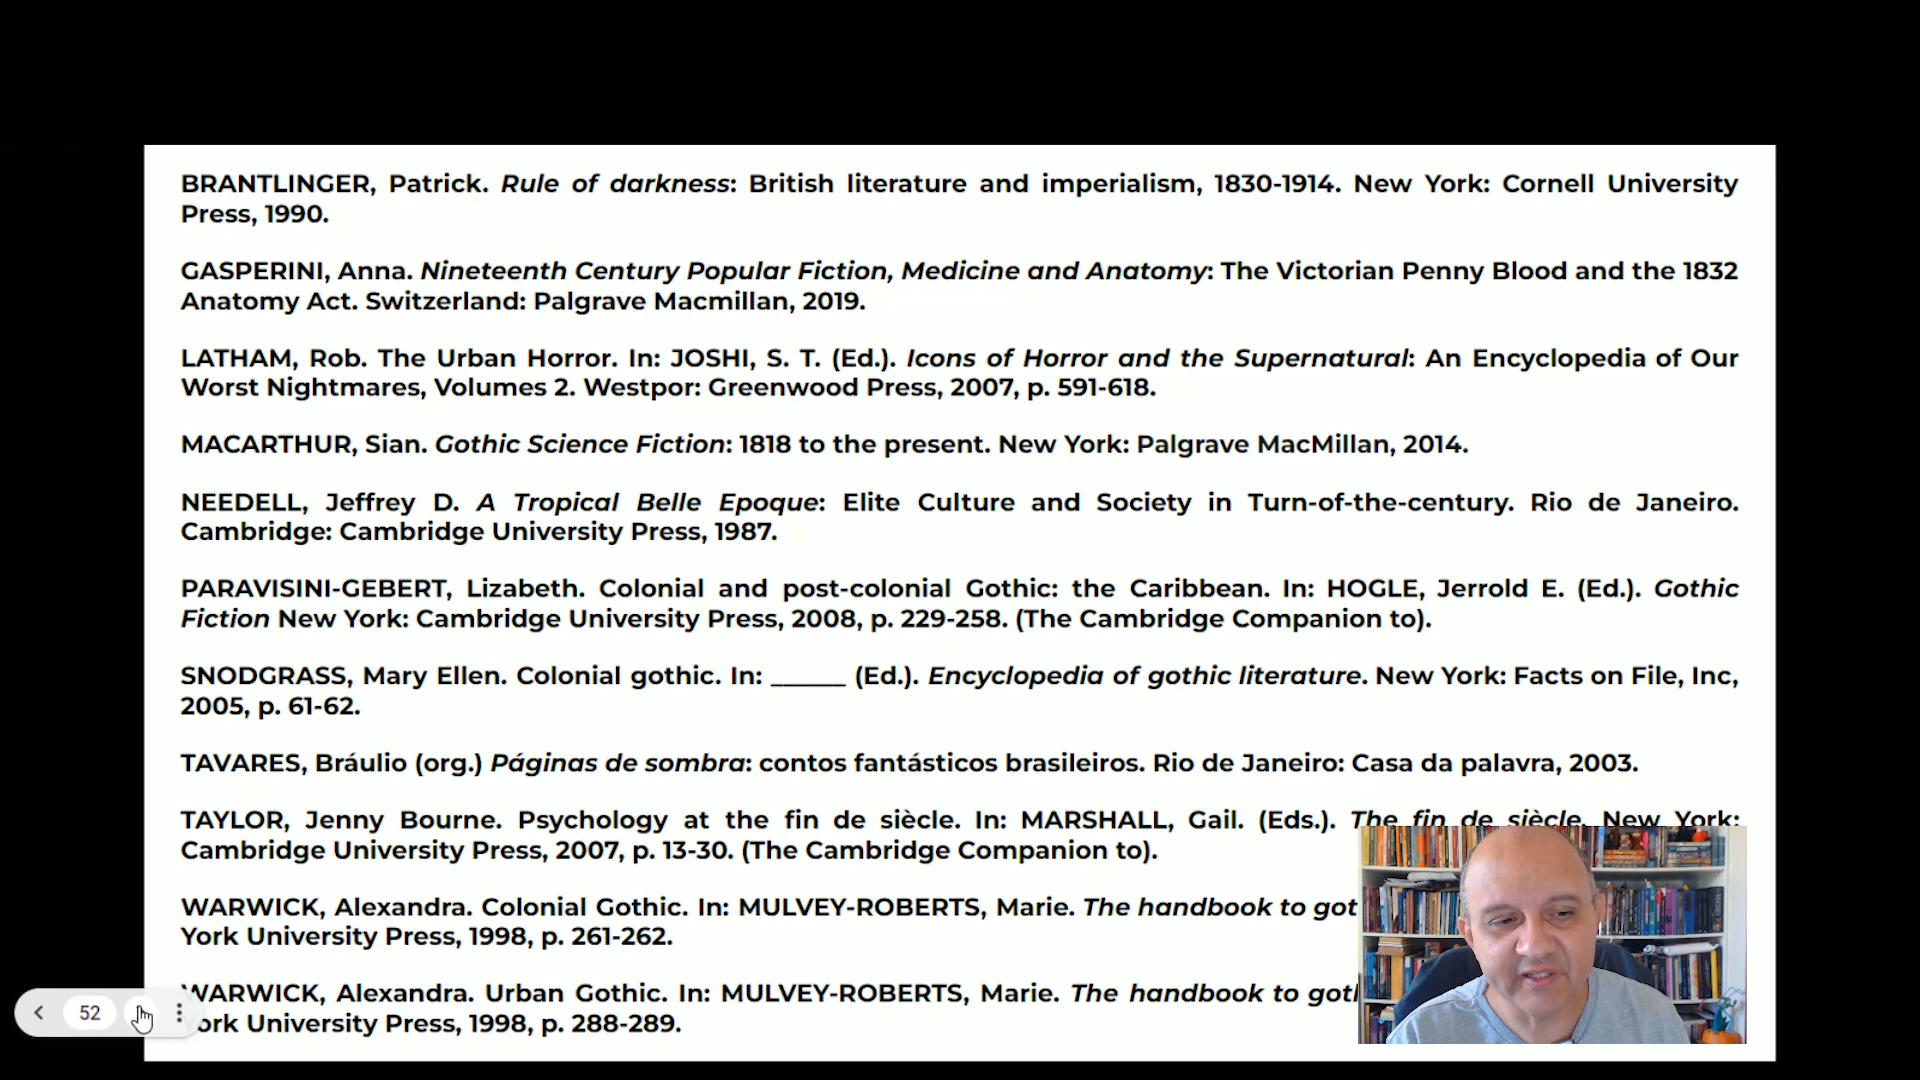 BRANTLINGER, Patrick. Rule of darkness: British literature and imperialism, 1830-1914. New York: Cornell University
Press, 1990.
GASPERINI, Anna. Nineteenth Century Popular Fiction, Medicine and Anatomy: The Victorian Penny Blood and the 1832
Anatomy Act. Switzerland: Palgrave Macmillan, 2019.
LATHAM, Rob. The Urban Horror. In: JOSHI, S. T. (Ed.). Icons of Horror and the Supernatural: An Encyclopedia of Our
Worst Nightmares, Volumes 2. Westpor: Greenwood Press, 2007, p. 591-618.
MACARTHUR, Sian. Gothic Science Fiction: 1818 to the present. New York: Palgrave MacMillan, 2014.
NEEDELL, Jeffrey D. A Tropical Belle Epoque: Elite Culture and Society in Turn-of-the-century. Rio de Janeiro.
Cambridge: Cambridge University Press, 1987.
PARAVISINI-GEBERT, Lizabeth. Colonial and post-colonial Gothic: the Caribbean. In: HOGLE, Jerrold E. (Ed.). Gothic
Fiction New York: Cambridge University Press, 2008, p. 229-258. (The Cambridge Companion to).
SNODGRASS, Mary Ellen. Colonial gothic. In: ______ (Ed.). Encyclopedia of gothic literature. New York: Facts on File, Inc,
2005, p. 61-62.
TAVARES, Bráulio (org.) Páginas de sombra: contos fantásticos brasileiros. Rio de Janeiro: Casa da palavra, 2003.
TAYLOR, Jenny Bourne. Psychology at the fin de siècle. In: MARSHALL, Gail. (Eds.). The fin de siècle. New York:
Cambridge University Press, 2007, p. 13-30. (The Cambridge Companion to).
WARWICK, Alexandra. Colonial Gothic. In: MULVEY-ROBERTS, Marie. The handbook to got
York University Press, 1998, p. 261-262.
WARWICK, Alexandra. Urban Gothic. In: MULVEY-ROBERTS, Marie. The handbook to got
York University Press, 1998, p. 288-289.
52